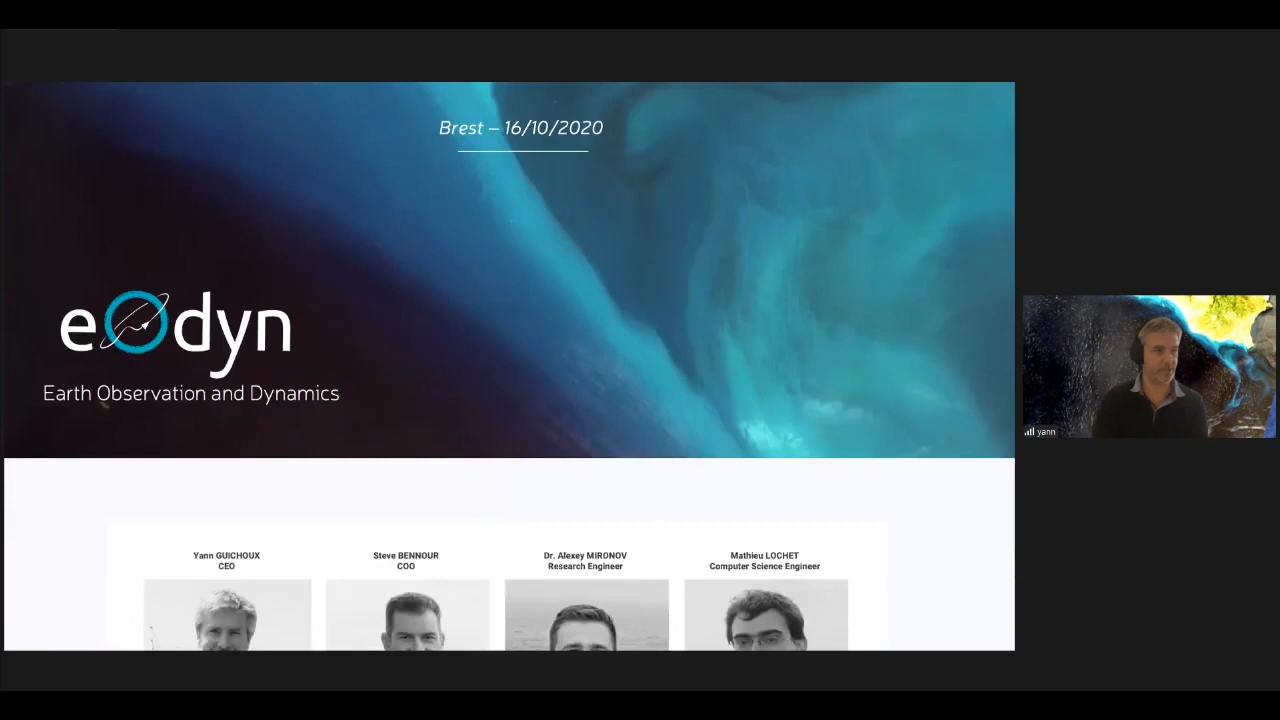 Brest – 16/10/2020
eOdyn
Earth Observation and Dynamics
Yann GUICHOUX
CEO
Steve BENNOUR
COO
Dr. Alexey MIRONOV
Research Engineer
Mathieu LOCHET
Computer Science Engineer
yann